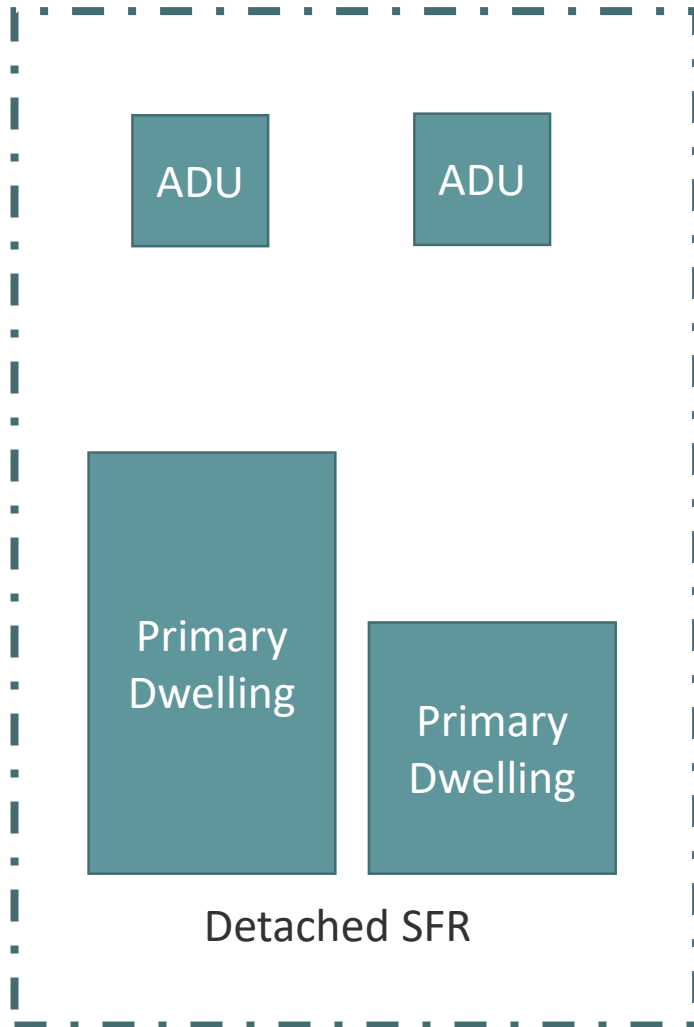 ADU
ADU
Primary
Dwelling
Primary
Dwelling
Detached SFR